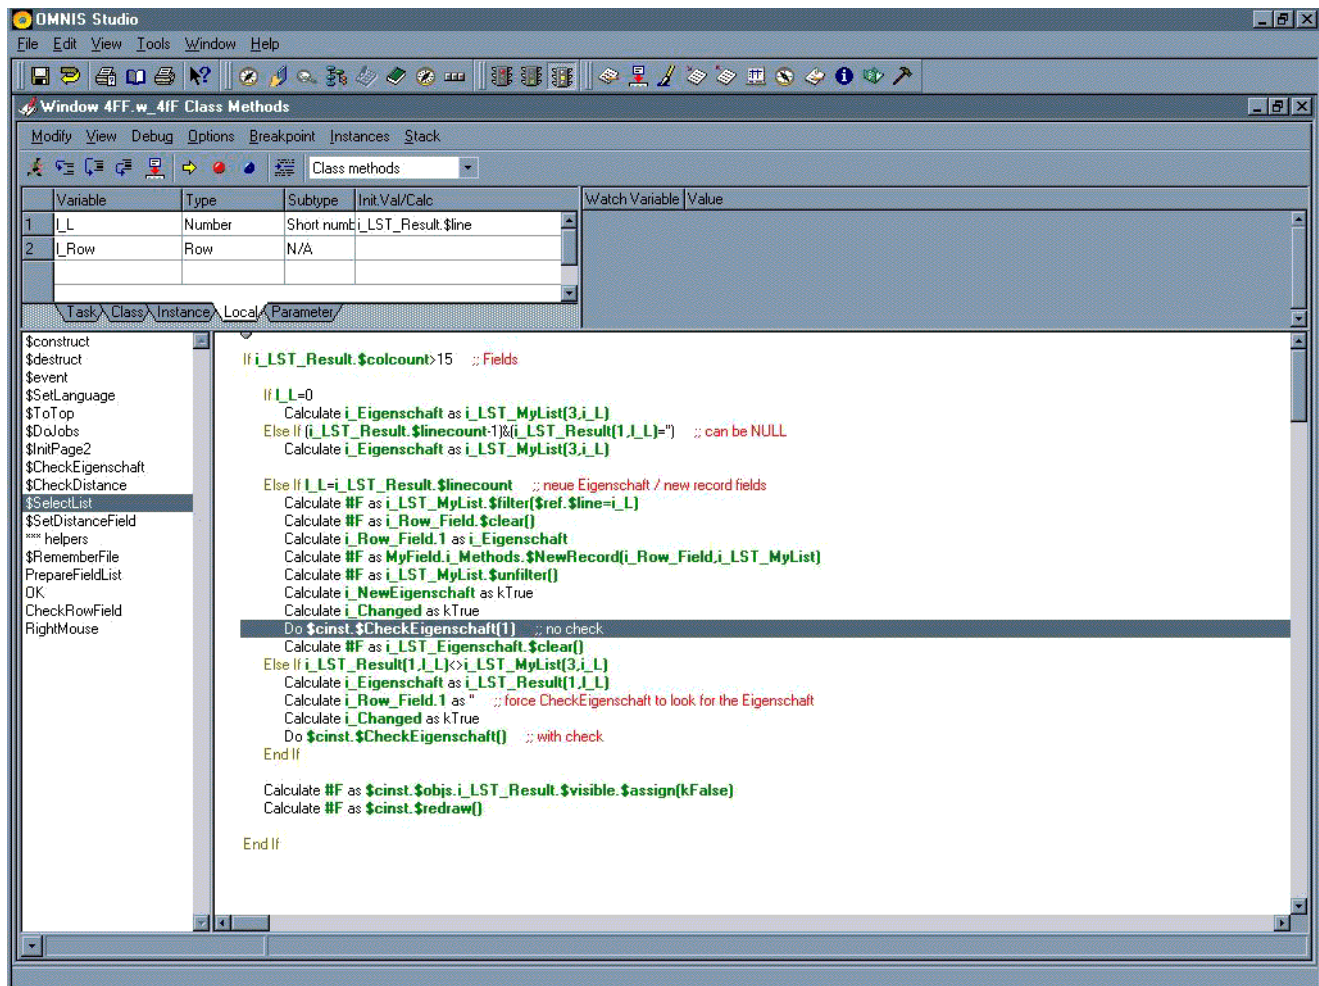 OMNIS Studio
File Edit View Tools Window Help
Window 4FF.w_4fF Class Methods
Modify View Debug Options Breakpoint Instances Stack
Class methods
Variable Type Subtype Init.Val/Calc Watch Variable Value
1 l_L Number Short numb i_LST_Result.$line
2 l_Row Row N/A
Task Class Instance Local Parameter
$construct
$destruct
$event
$SetLanguage
$ToTop
$DoJobs
$InitPage2
$CheckEigenschaft
$CheckDistance
$SelectList
$SetDistanceField
*** helpers
$RememberFile
PrepareFieldList
OK
CheckRowField
RightMouse
If i_LST_Result.$colcount>15 ;; Fields
If l_L=0
Calculate i_Eigenschaft as i_LST_MyList(3,i_L)
Else If (i_LST_Result.$linecount-1)&(i_LST_Result(1,l_L)='') ;; can be NULL
Calculate i_Eigenschaft as i_LST_MyList(3,i_L)
Else If l_L=i_LST_Result.$linecount ;; neue Eigenschaft / new record fields
Calculate #F as i_LST_MyList.$filter($ref.$line=i_L)
Calculate #F as i_Row_Field.$clear()
Calculate i_Row_Field.1 as i_Eigenschaft
Calculate #F as MyField.i_Methods.$NewRecord(i_Row_Field,i_LST_MyList)
Calculate #F as i_LST_MyList.$unfilter()
Calculate i_NewEigenschaft as kTrue
Calculate i_Changed as kTrue
Do $cinst.$CheckEigenschaft(1) ;; no check
Calculate #F as i_LST_Eigenschaft.$clear()
Else If i_LST_Result(1,l_L)<>i_LST_MyList(3,i_L)
Calculate i_Eigenschaft as i_LST_Result(1,l_L)
Calculate i_Row_Field.1 as '' ;; force CheckEigenschaft to look for the Eigenschaft
Calculate i_Changed as kTrue
Do $cinst.$CheckEigenschaft() ;; with check
End If
Calculate #F as $cinst.$objs.i_LST_Result.$visible.$assign(kFalse)
Calculate #F as $cinst.$redraw()
End If